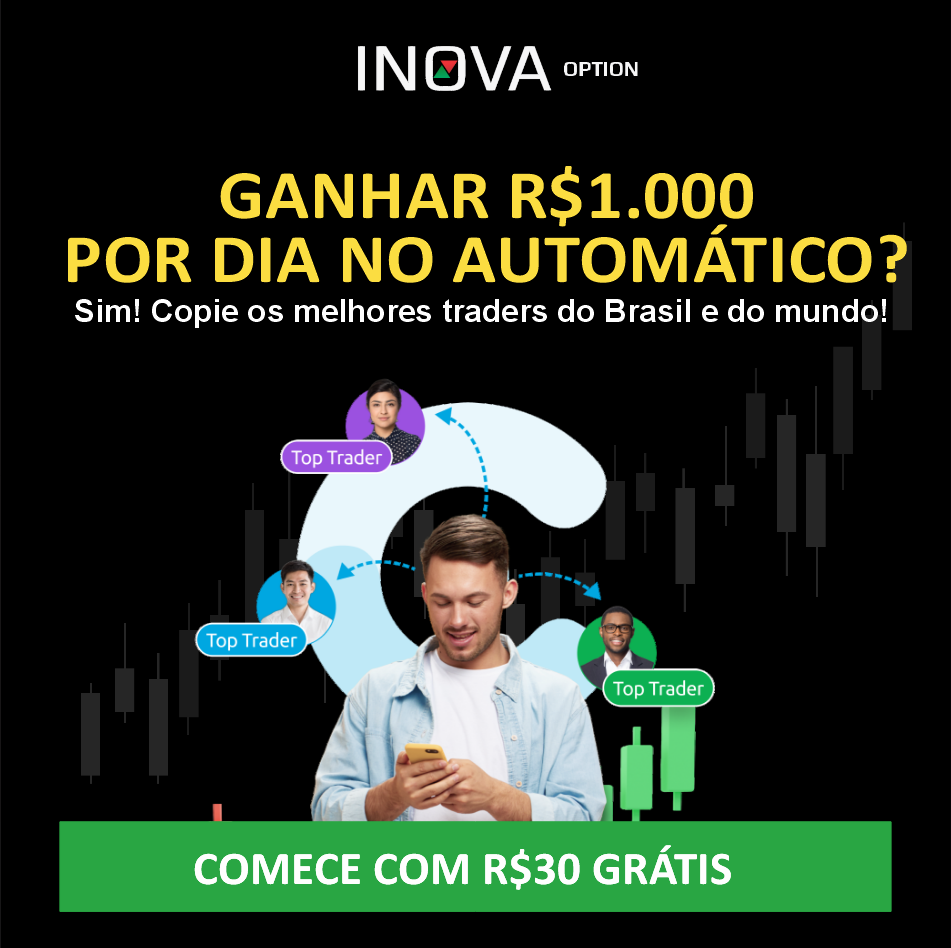 INOVA OPTION
GANHAR R$1.000
POR DIA NO AUTOMÁTICO?
Sim! Copie os melhores traders do Brasil e do mundo!
Top Trader
Top Trader
Top Trader
COMECE COM R$30 GRÁTIS